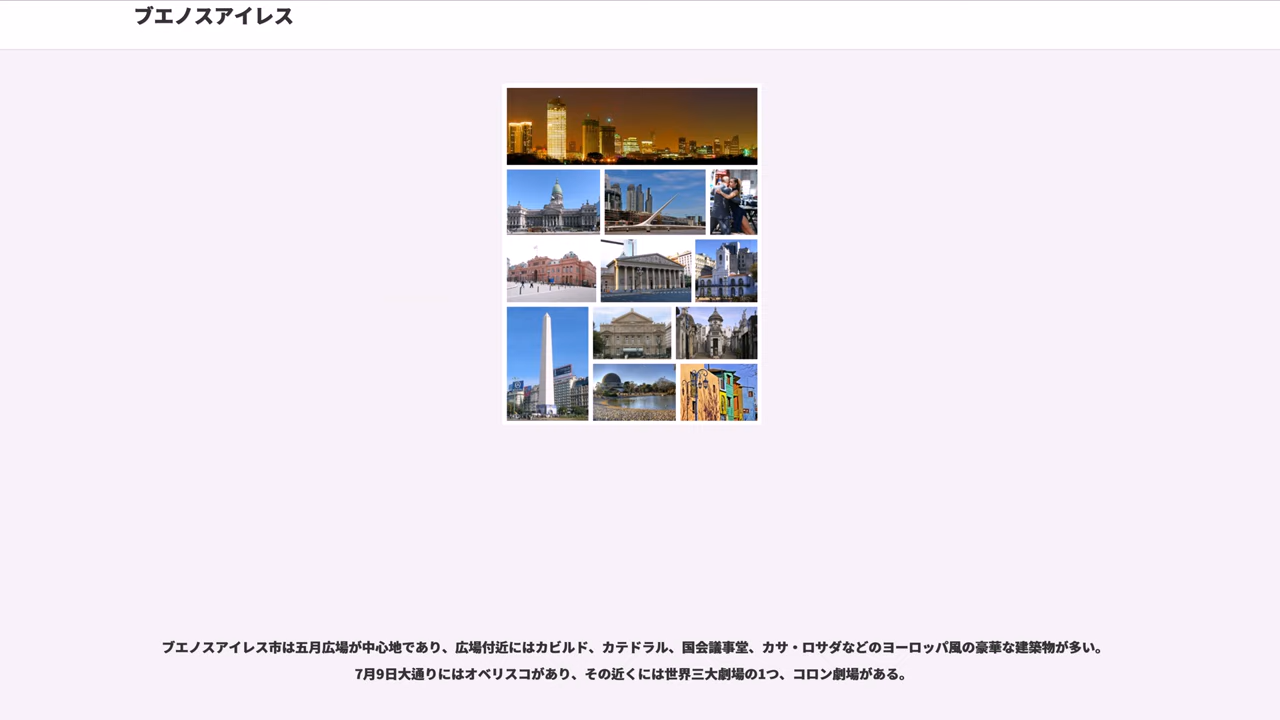 ブエノスアイレス
ブエノスアイレス市は五月広場が中心地であり、広場付近にはカビルド、カテドラル、国会議事堂、カサ・ロサダなどのヨーロッパ風の豪華な建築物が多い。
7月9日大通りにはオベリスコがあり、その近くには世界三大劇場の1つ、コロン劇場がある。